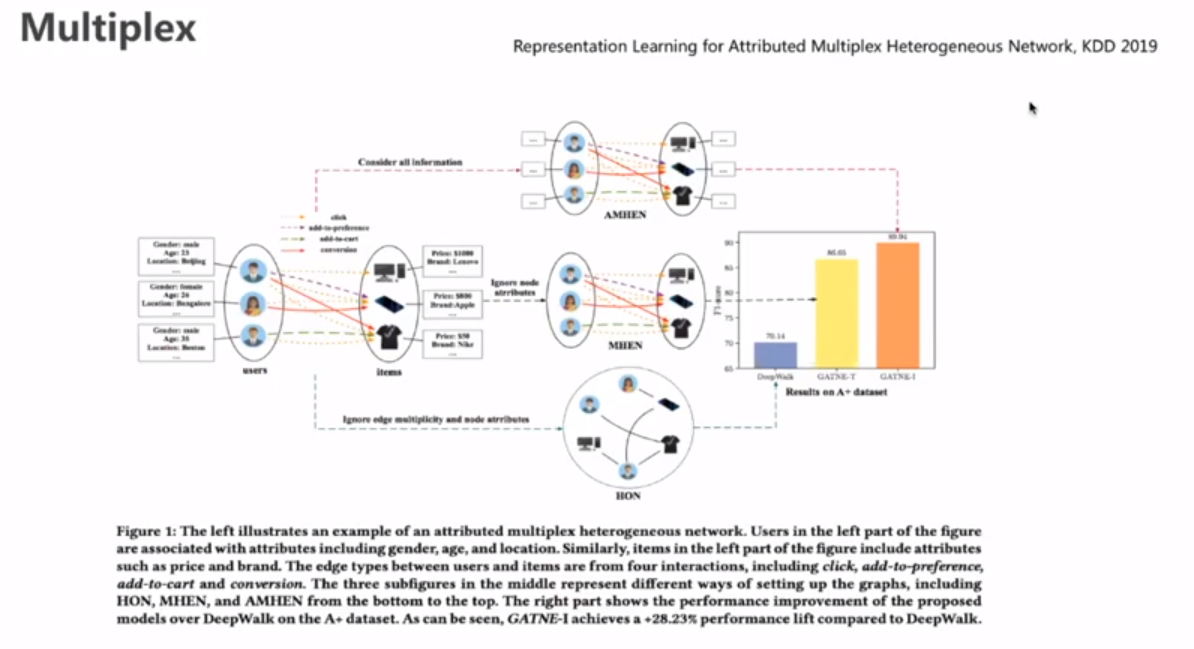 Multiplex
Representation Learning for Attributed Multiplex Heterogeneous Network, KDD 2019
Consider all information
...
...
...
...
...
...
AMHEN
click
add-to-preference
add-to-cart
conversion
Gender: male
Age: 23
Location: Beijing
...
Gender: female
Age: 26
Location: Bangalore
...
Gender: male
Age: 35
Location: Boston
...
users
Price: $1000
Brand: Lenovo
...
Price: $800
Brand:Apple
...
Price: $50
Brand: Nike
...
items
Ignore node
atrributes
MHEN
Ignore edge multiplicity and node atrributes
HON
F1-score
90
85
80
75
70
65
70.14
86.65
89.94
DeepWalk
GATNE-T
GATNE-I
Results on A+ dataset
Figure 1: The left illustrates an example of an attributed multiplex heterogeneous network. Users in the left part of the figure
are associated with attributes including gender, age, and location. Similarly, items in the left part of the figure include attributes
such as price and brand. The edge types between users and items are from four interactions, including click, add-to-preference,
add-to-cart and conversion. The three subfigures in the middle represent different ways of setting up the graphs, including
HON, MHEN, and AMHEN from the bottom to the top. The right part shows the performance improvement of the proposed
models over DeepWalk on the A+ dataset. As can be seen, GATNE-I achieves a +28.23% performance lift compared to DeepWalk.